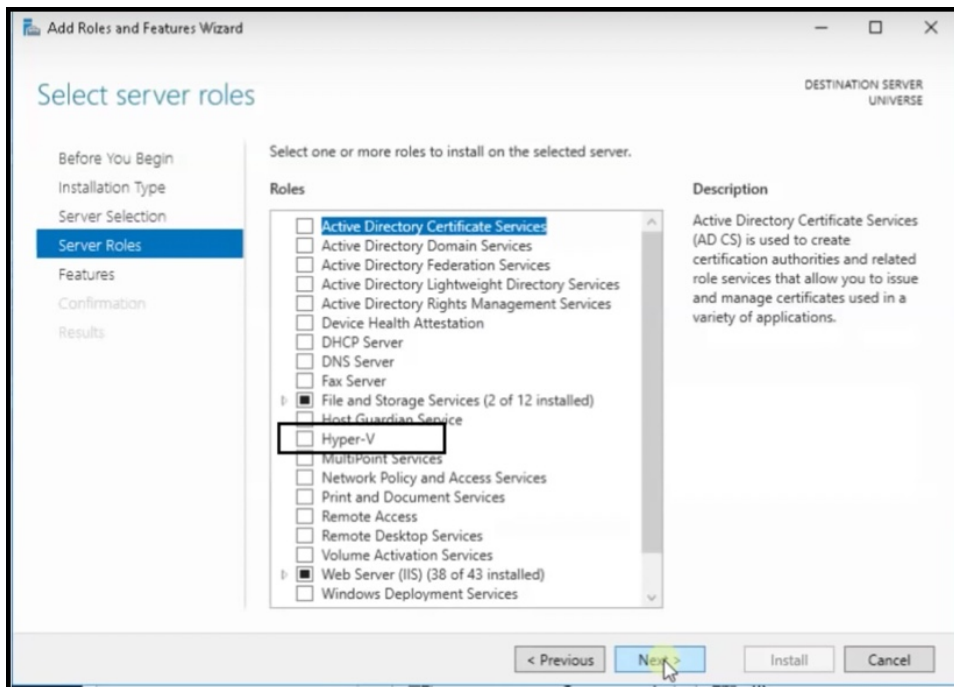 Add Roles and Features Wizard
Select server roles
DESTINATION SERVER
UNIVERSE
Before You Begin
Installation Type
Server Selection
Server Roles
Features
Confirmation
Results
Select one or more roles to install on the selected server.
Roles
Active Directory Certificate Services
Active Directory Domain Services
Active Directory Federation Services
Active Directory Lightweight Directory Services
Active Directory Rights Management Services
Device Health Attestation
DHCP Server
DNS Server
Fax Server
File and Storage Services (2 of 12 installed)
Host Guardian Service
Hyper-V
MultiPoint Services
Network Policy and Access Services
Print and Document Services
Remote Access
Remote Desktop Services
Volume Activation Services
Web Server (IIS) (38 of 43 installed)
Windows Deployment Services
Description
Active Directory Certificate Services
(AD CS) is used to create
certification authorities and related
role services that allow you to issue
and manage certificates used in a
variety of applications.
< Previous
Next >
Install
Cancel